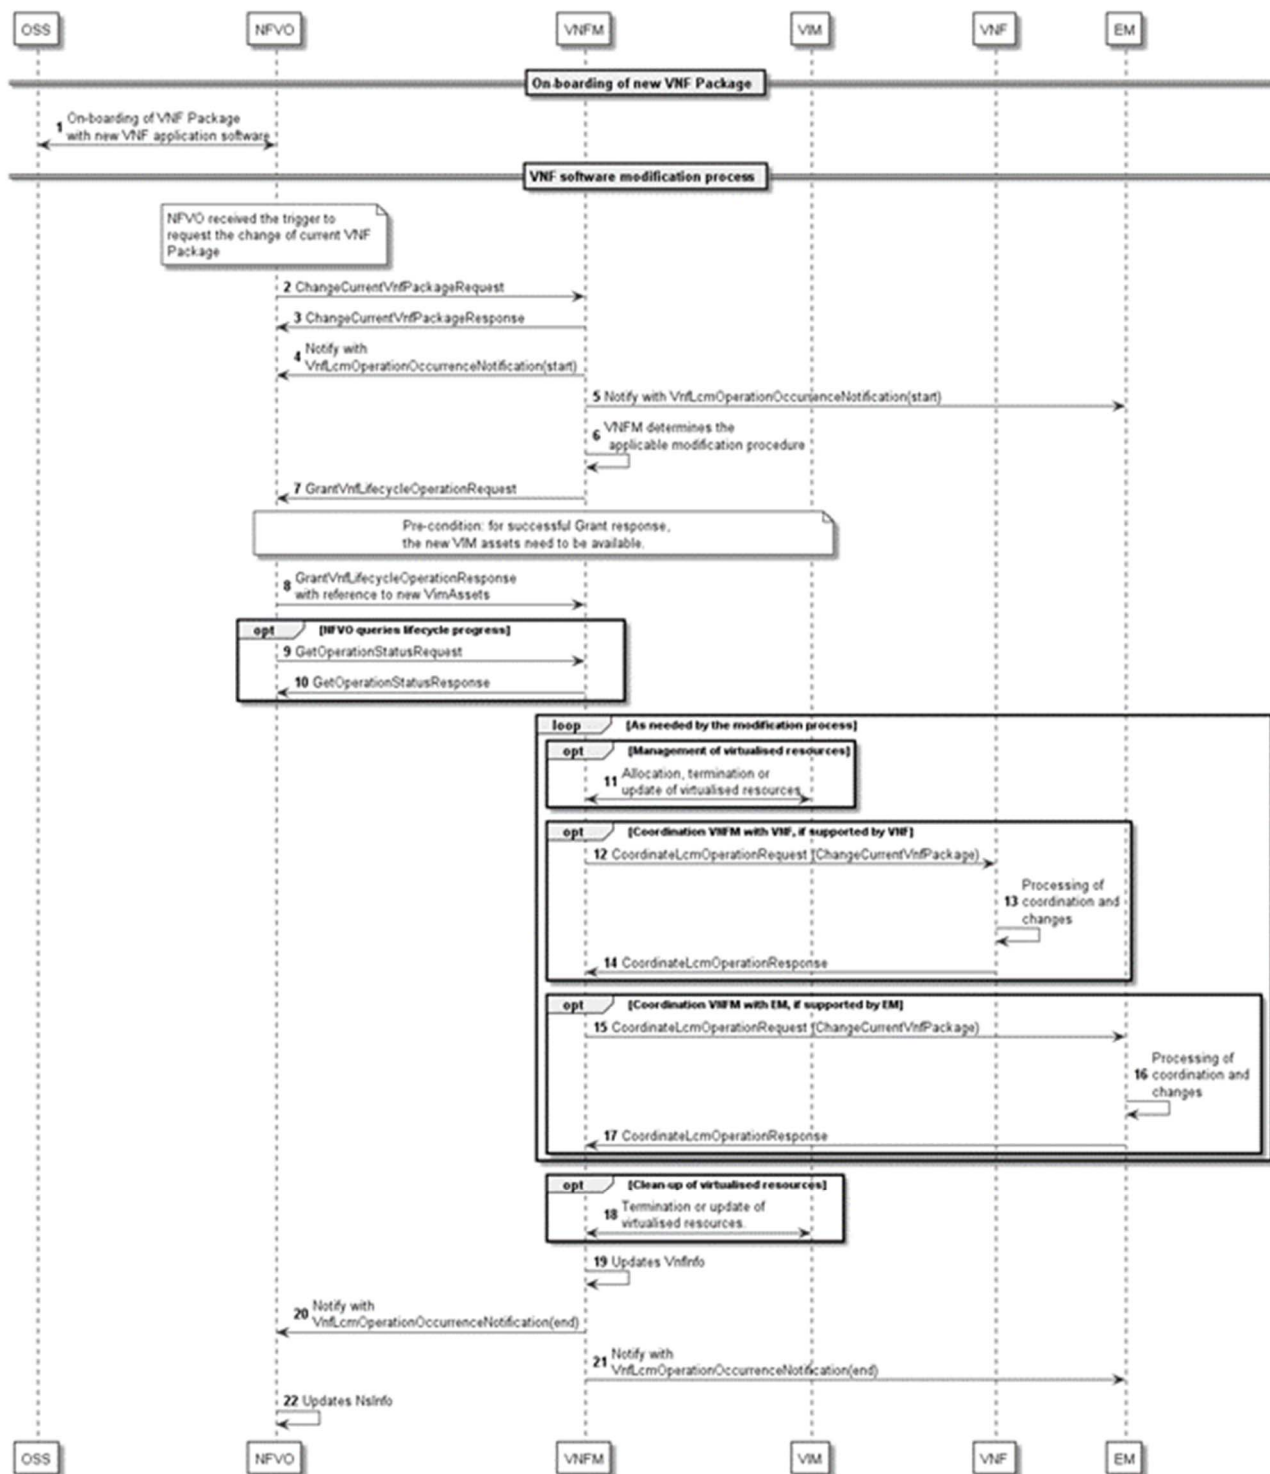 OSS
NFVO
VNFM
VIM
VNF
EM
On-boarding of new VNF Package
On-boarding of VNF Package
1
with new VNF application software
VNF software modification process
NFVO received the trigger to
request the change of current VNF
Package
2 ChangeCurrentVnfPackageRequest
3 ChangeCurrentVnfPackageResponse
Notify with
4
VnfLcmOperationOccurrenceNotification(start)
5 Notify with VnfLcmOperationOccurrenceNotification(start)
VNFM determines the
6
applicable modification procedure
7 GrantVnfLifecycleOperationRequest
Pre-condition: for successful Grant response,
the new VIM assets need to be available.
GrantVnfLifecycleOperationResponse
8
with reference to new VimAssets
opt [NFVO queries lifecycle progress]
9 GetOperationStatusRequest
10 GetOperationStatusResponse
loop [As needed by the modification process]
opt [Management of virtualised resources]
Allocation, termination or
11
update of virtualised resources
opt [Coordination VNFM with VNF, if supported by VNF]
12 CoordinateLcmOperationRequest (ChangeCurrentVnfPackage)
Processing of
13 coordination and
changes
14 CoordinateLcmOperationResponse
opt [Coordination VNFM with EM, if supported by EM]
15 CoordinateLcmOperationRequest (ChangeCurrentVnfPackage)
Processing of
16 coordination and
changes
17 CoordinateLcmOperationResponse
opt [Clean-up of virtualised resources]
Termination or update of
18
virtualised resources.
19 Updates VnfInfo
Notify with
20
VnfLcmOperationOccurrenceNotification(end)
Notify with
21
VnfLcmOperationOccurrenceNotification(end)
22 Updates NsInfo
OSS
NFVO
VNFM
VIM
VNF
EM